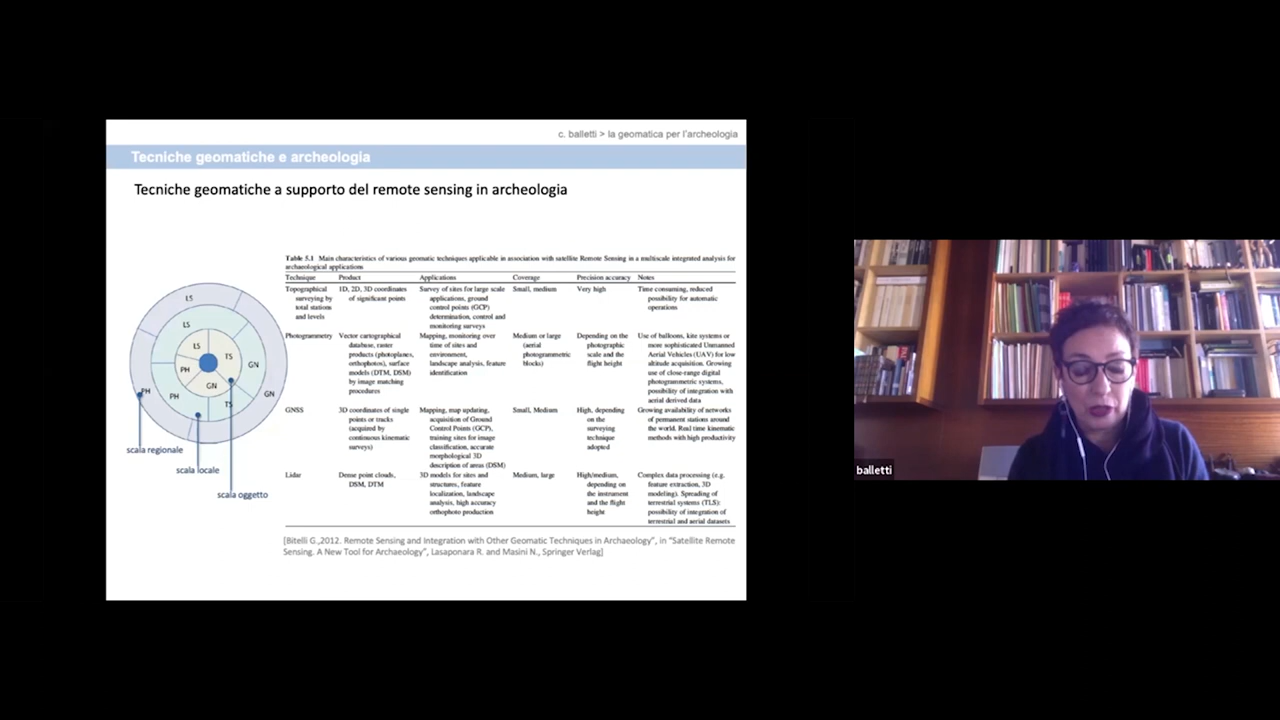 c. balletti > la geomatica per l'archeologia
Tecniche geomatiche e archeologia
Tecniche geomatiche a supporto del remote sensing in archeologia
LS
LS
LS
TS
PH
GN
GN
PH
PH
TS
GN
scala regionale
scala locale
scala oggetto
Table 5.1 Main characteristics of various geomatic techniques applicable in association with satellite Remote Sensing in a multiscale integrated analysis for
archaeological applications
Technique Product Applications Coverage Precision accuracy Notes
Topographical
surveying by
total stations
and levels
1D, 2D, 3D coordinates
of significant points
Survey of sites for large scale
applications, ground
control points (GCP)
determination, control and
monitoring surveys
Small, medium
Very high
Time consuming, reduced
possibility for automatic
operations
Photogrammetry
Vector cartographical
database, raster
products (photoplanes,
orthophotos), surface
models (DTM, DSM)
by image matching
procedures
Mapping, monitoring over
time of sites and
environment,
landscape analysis, feature
identification
Medium or large
(aerial
photogrammetric
blocks)
Depending on the
photographic
scale and the
flight height
Use of balloons, kite systems or
more sophisticated Unmanned
Aerial Vehicles (UAV) for low
altitude acquisition. Growing
use of close-range digital
photogrammetric systems,
possibility of integration with
aerial derived data
GNSS
3D coordinates of single
points or tracks
(acquired by
continuous kinematic
surveys)
Mapping, map updating,
acquisition of Ground
Control Points (GCP),
training sites for image
classification, accurate
morphological 3D
description of areas (DSM)
Small, Medium
High, depending
on the
surveying
technique
adopted
Growing availability of networks
of permanent stations around
the world. Real time kinematic
methods with high productivity
Lidar
Dense point clouds,
DSM, DTM
3D models for sites and
structures, feature
localization, landscape
analysis, high accuracy
orthophoto production
Medium, large
High/medium,
depending on
the instrument
and the flight
height
Complex data processing (e.g.
feature extraction, 3D
modeling). Spreading of
terrestrial systems (TLS):
possibility of integration of
terrestrial and aerial datasets
[Bitelli G.,2012. Remote Sensing and Integration with Other Geomatic Techniques in Archaeology", in "Satellite Remote
Sensing. A New Tool for Archaeology", Lasaponara R. and Masini N., Springer Verlag]
balletti